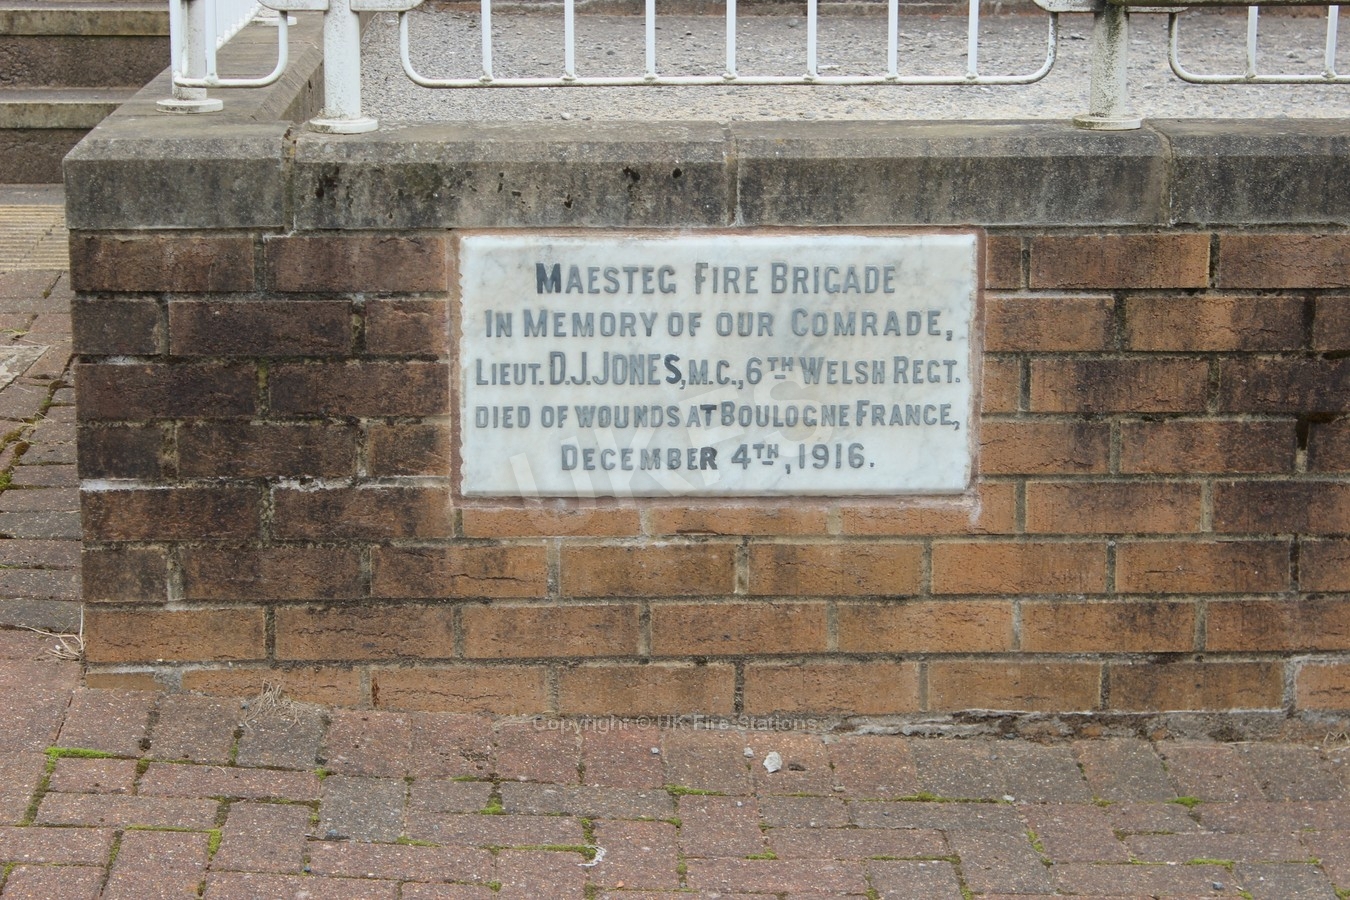 MAESTEG FIRE BRIGADE
IN MEMORY OF OUR COMRADE,
LIEUT. D.J. JONES, M.C., 6TH WELSH REGT.
DIED OF WOUNDS AT BOULOGNE FRANCE,
DECEMBER 4TH, 1916.
UKFS
Copyright © UK Fire Stations